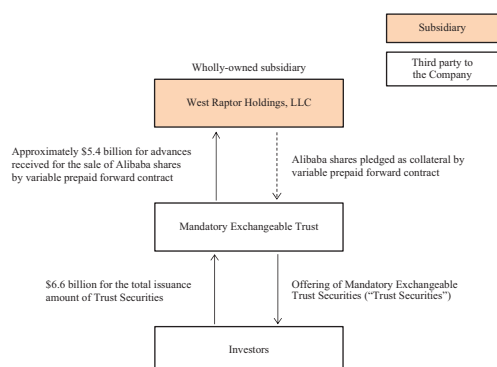 Subsidiary
Third party to
the Company
Wholly-owned subsidiary
West Raptor Holdings, LLC
Approximately $5.4 billion for advances
received for the sale of Alibaba shares
by variable prepaid forward contract
Alibaba shares pledged as collateral by
variable prepaid forward contract
Mandatory Exchangeable Trust
$6.6 billion for the total issuance
amount of Trust Securities
Offering of Mandatory Exchangeable
Trust Securities (“Trust Securities”)
Investors